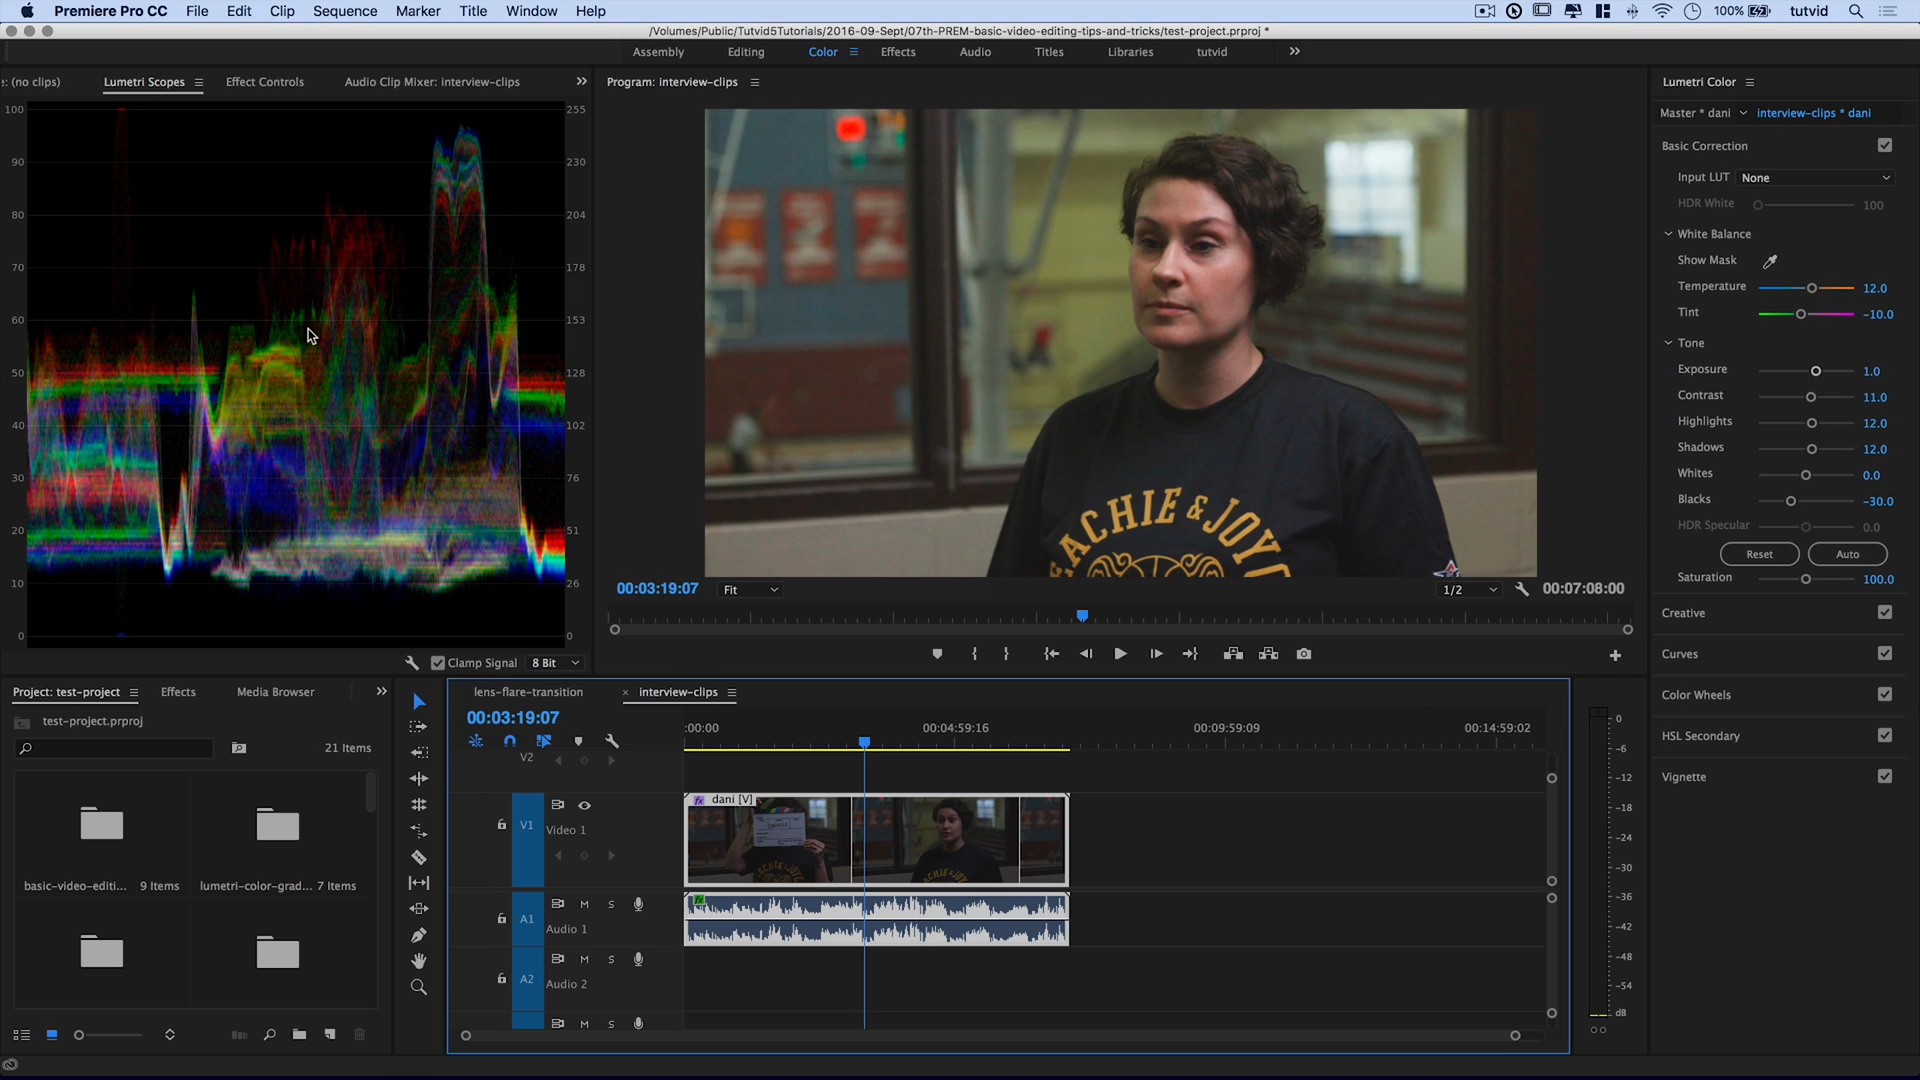 Premiere Pro CC File Edit Clip Sequence Marker Title Window Help 100% tutvid
/Volumes/Public/Tutvid5Tutorials/2016-09-Sept/07th-PREM-basic-video-editing-tips-and-tricks/test-project.prproj *
Assembly Editing Color Effects Audio Titles Libraries tutvid
: (no clips) Lumetri Scopes Effect Controls Audio Clip Mixer: interview-clips
Program: interview-clips
Lumetri Color
100 255
90 230
80 204
70 178
60 153
50 128
40 102
30 76
20 51
10 26
0 0
Clamp Signal 8 Bit
EACHIE & JOYC
00:03:19:07 Fit 1/2 00:07:08:00
Master * dani interview-clips * dani
Basic Correction
Input LUT None
HDR White 100
White Balance
Show Mask
Temperature 12.0
Tint -10.0
Tone
Exposure 1.0
Contrast 11.0
Highlights 12.0
Shadows 12.0
Whites 0.0
Blacks -30.0
HDR Specular 0.0
Reset Auto
Saturation 100.0
Creative
Curves
Color Wheels
HSL Secondary
Vignette
Project: test-project Effects Media Browser
test-project.prproj
21 Items
basic-video-editi... 9 Items lumetri-color-grad... 7 Items
lens-flare-transition × interview-clips
00:03:19:07
:00:00 00:04:59:16 00:09:59:09 00:14:59:02
V2
fx dani [V]
V1 Video 1
fx
A1 M S
Audio 1
A2 M S
Audio 2
M S
0
-6
-12
-18
-24
-30
-36
-42
-48
-54
dB